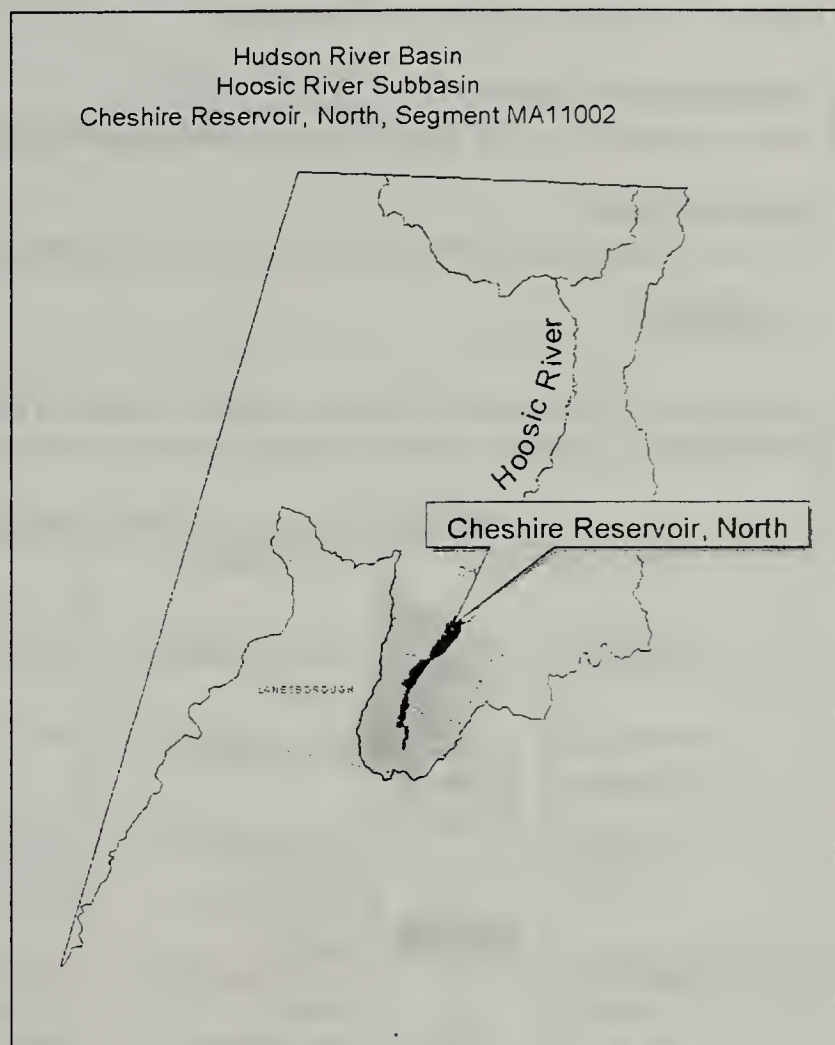 Hudson River Basin
Hoosic River Subbasin
Cheshire Reservoir, North, Segment MA11002
Hoosic River
Cheshire Reservoir, North
LANESBOROUGH